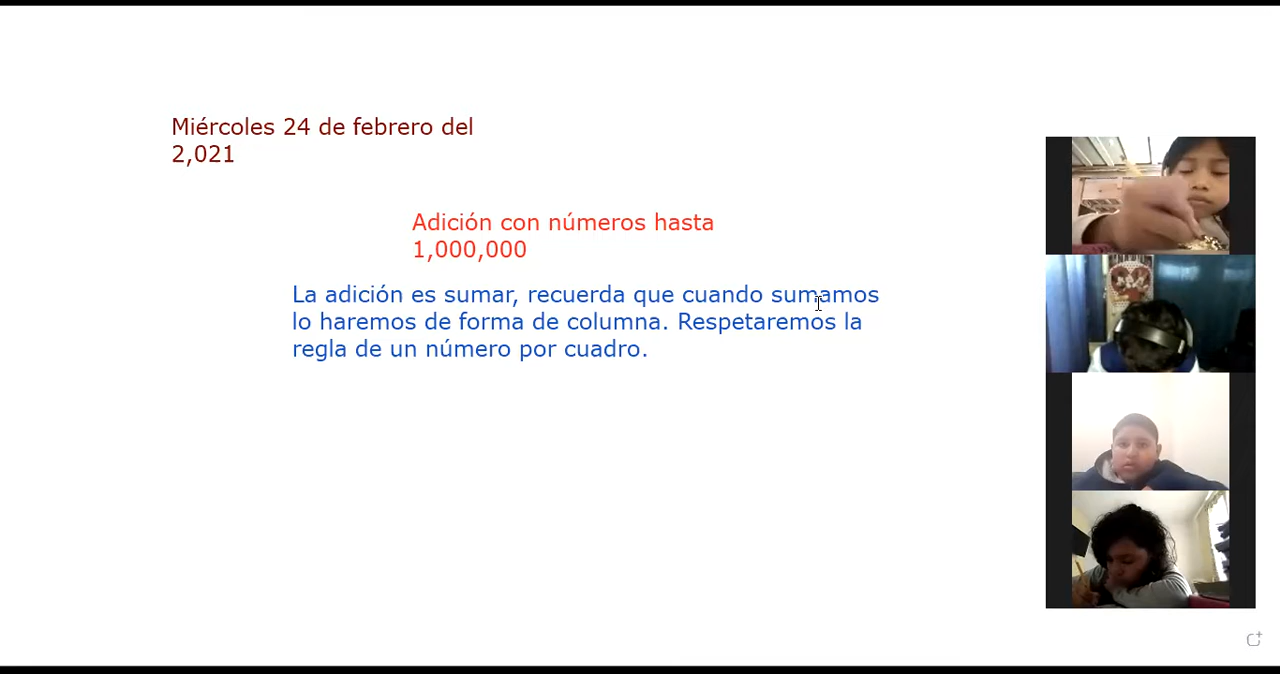 Miércoles 24 de febrero del
2,021
Adición con números hasta
1,000,000
La adición es sumar, recuerda que cuando sumamos
lo haremos de forma de columna. Respetaremos la
regla de un número por cuadro.